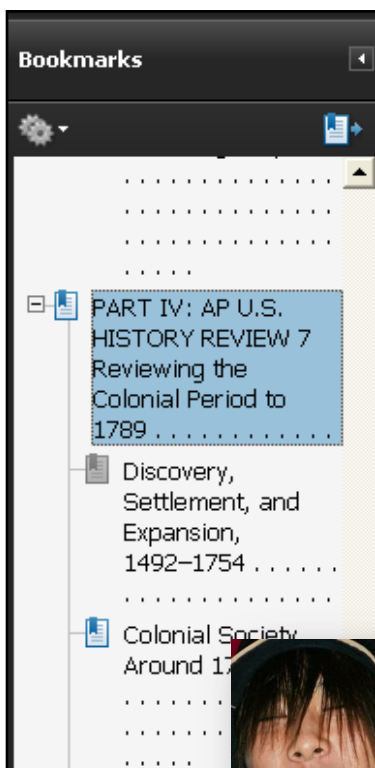 Bookmarks
. . . . . . . . . . . . . .
. . . . . . . . . . . . . .
. . . . . . . . . . . . . .
. . . . .
PART IV: AP U.S.
HISTORY REVIEW 7
Reviewing the
Colonial Period to
1789 . . . . . . . . . . . .
Discovery,
Settlement, and
Expansion,
1492–1754 . . . . . .
. . . . . . . . . . . . . .
Colonial Society
Around
. . . . . . .
. . . . . . .
. . . . .